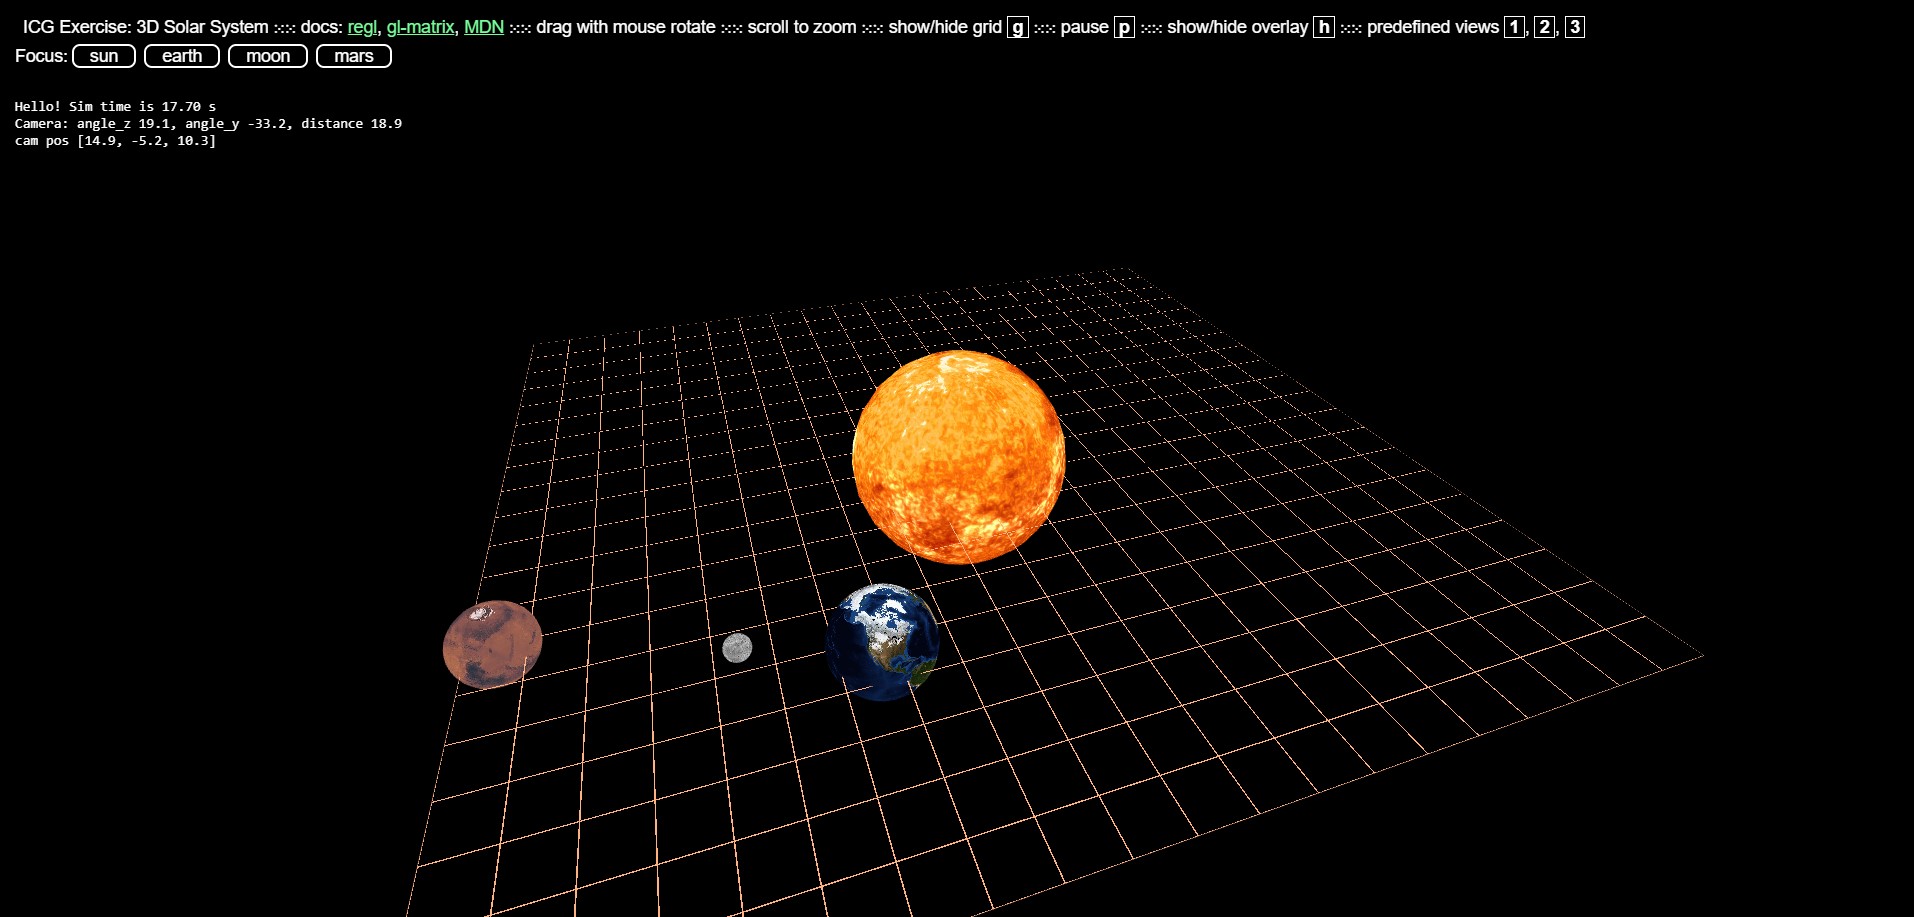 ICG Exercise: 3D Solar System :-:-: docs: regl, gl-matrix, MDN :-:-: drag with mouse rotate :-:-: scroll to zoom :-:-: show/hide grid g :-:-: pause p :-:-: show/hide overlay h :-:-: predefined views 1, 2, 3
Focus: sun earth moon mars
Hello! Sim time is 17.70 s
Camera: angle_z 19.1, angle_y -33.2, distance 18.9
cam pos [14.9, -5.2, 10.3]